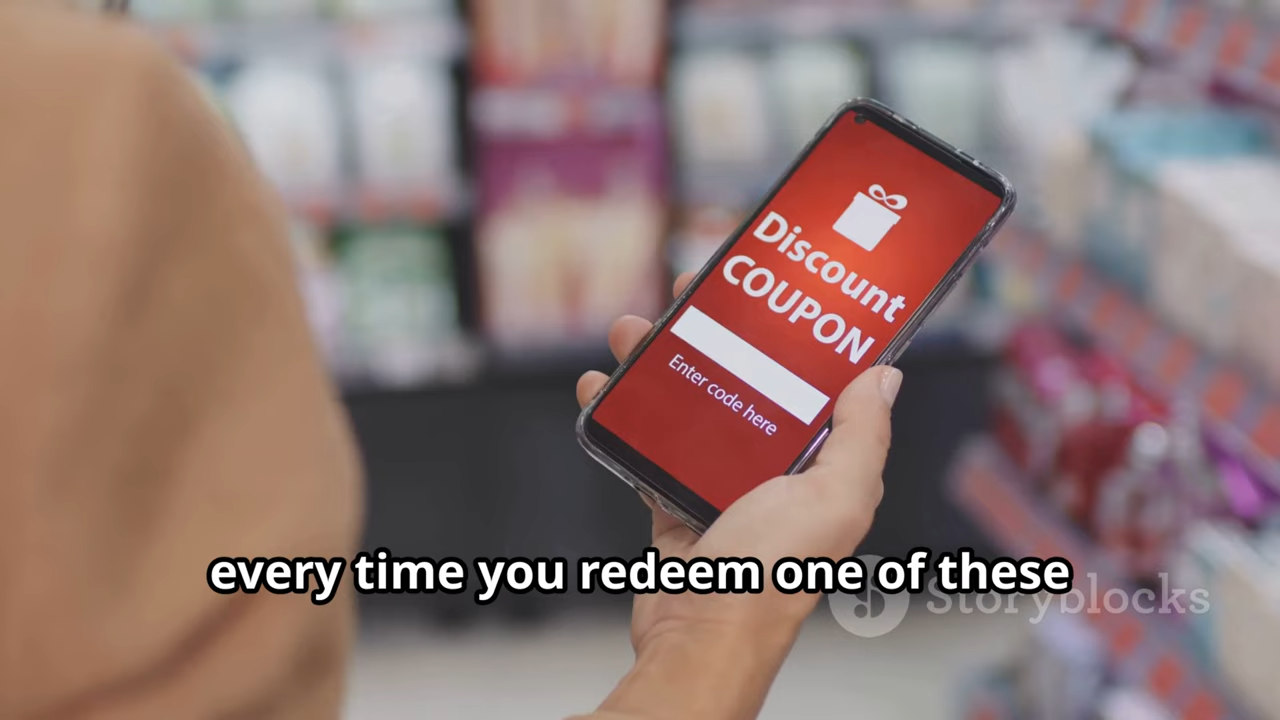 Discount
COUPON
Enter code here
every time you redeem one of these
Storyblocks